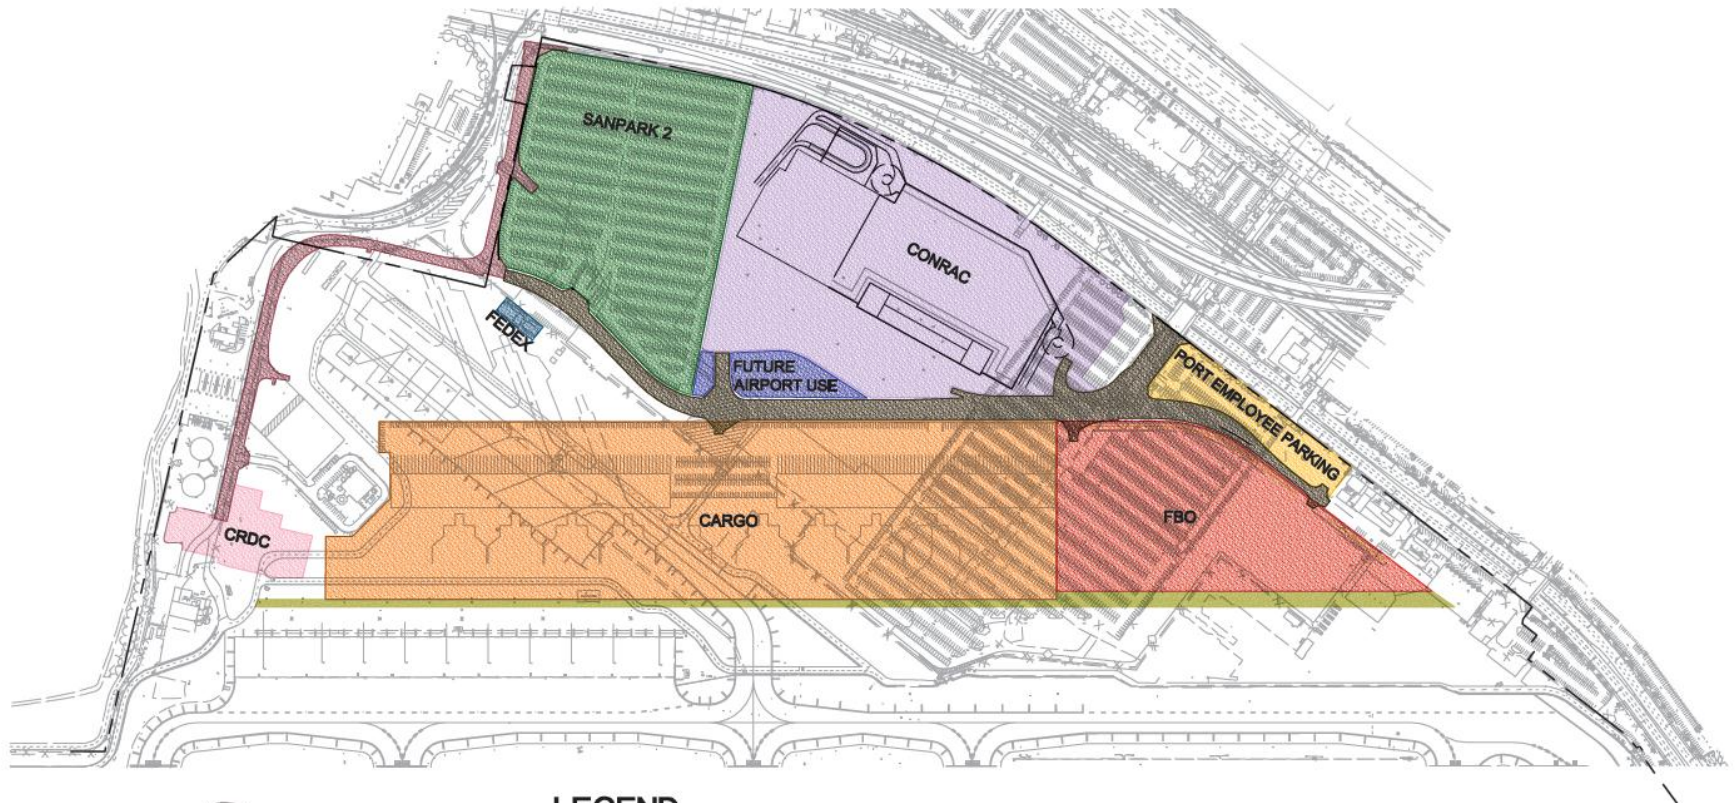 SANPARK 2
CONRAC
FEDEX
FUTURE
AIRPORT USE
PORT EMPLOYEE PARKING
CARGO
FBO
CRDC
LEGEND